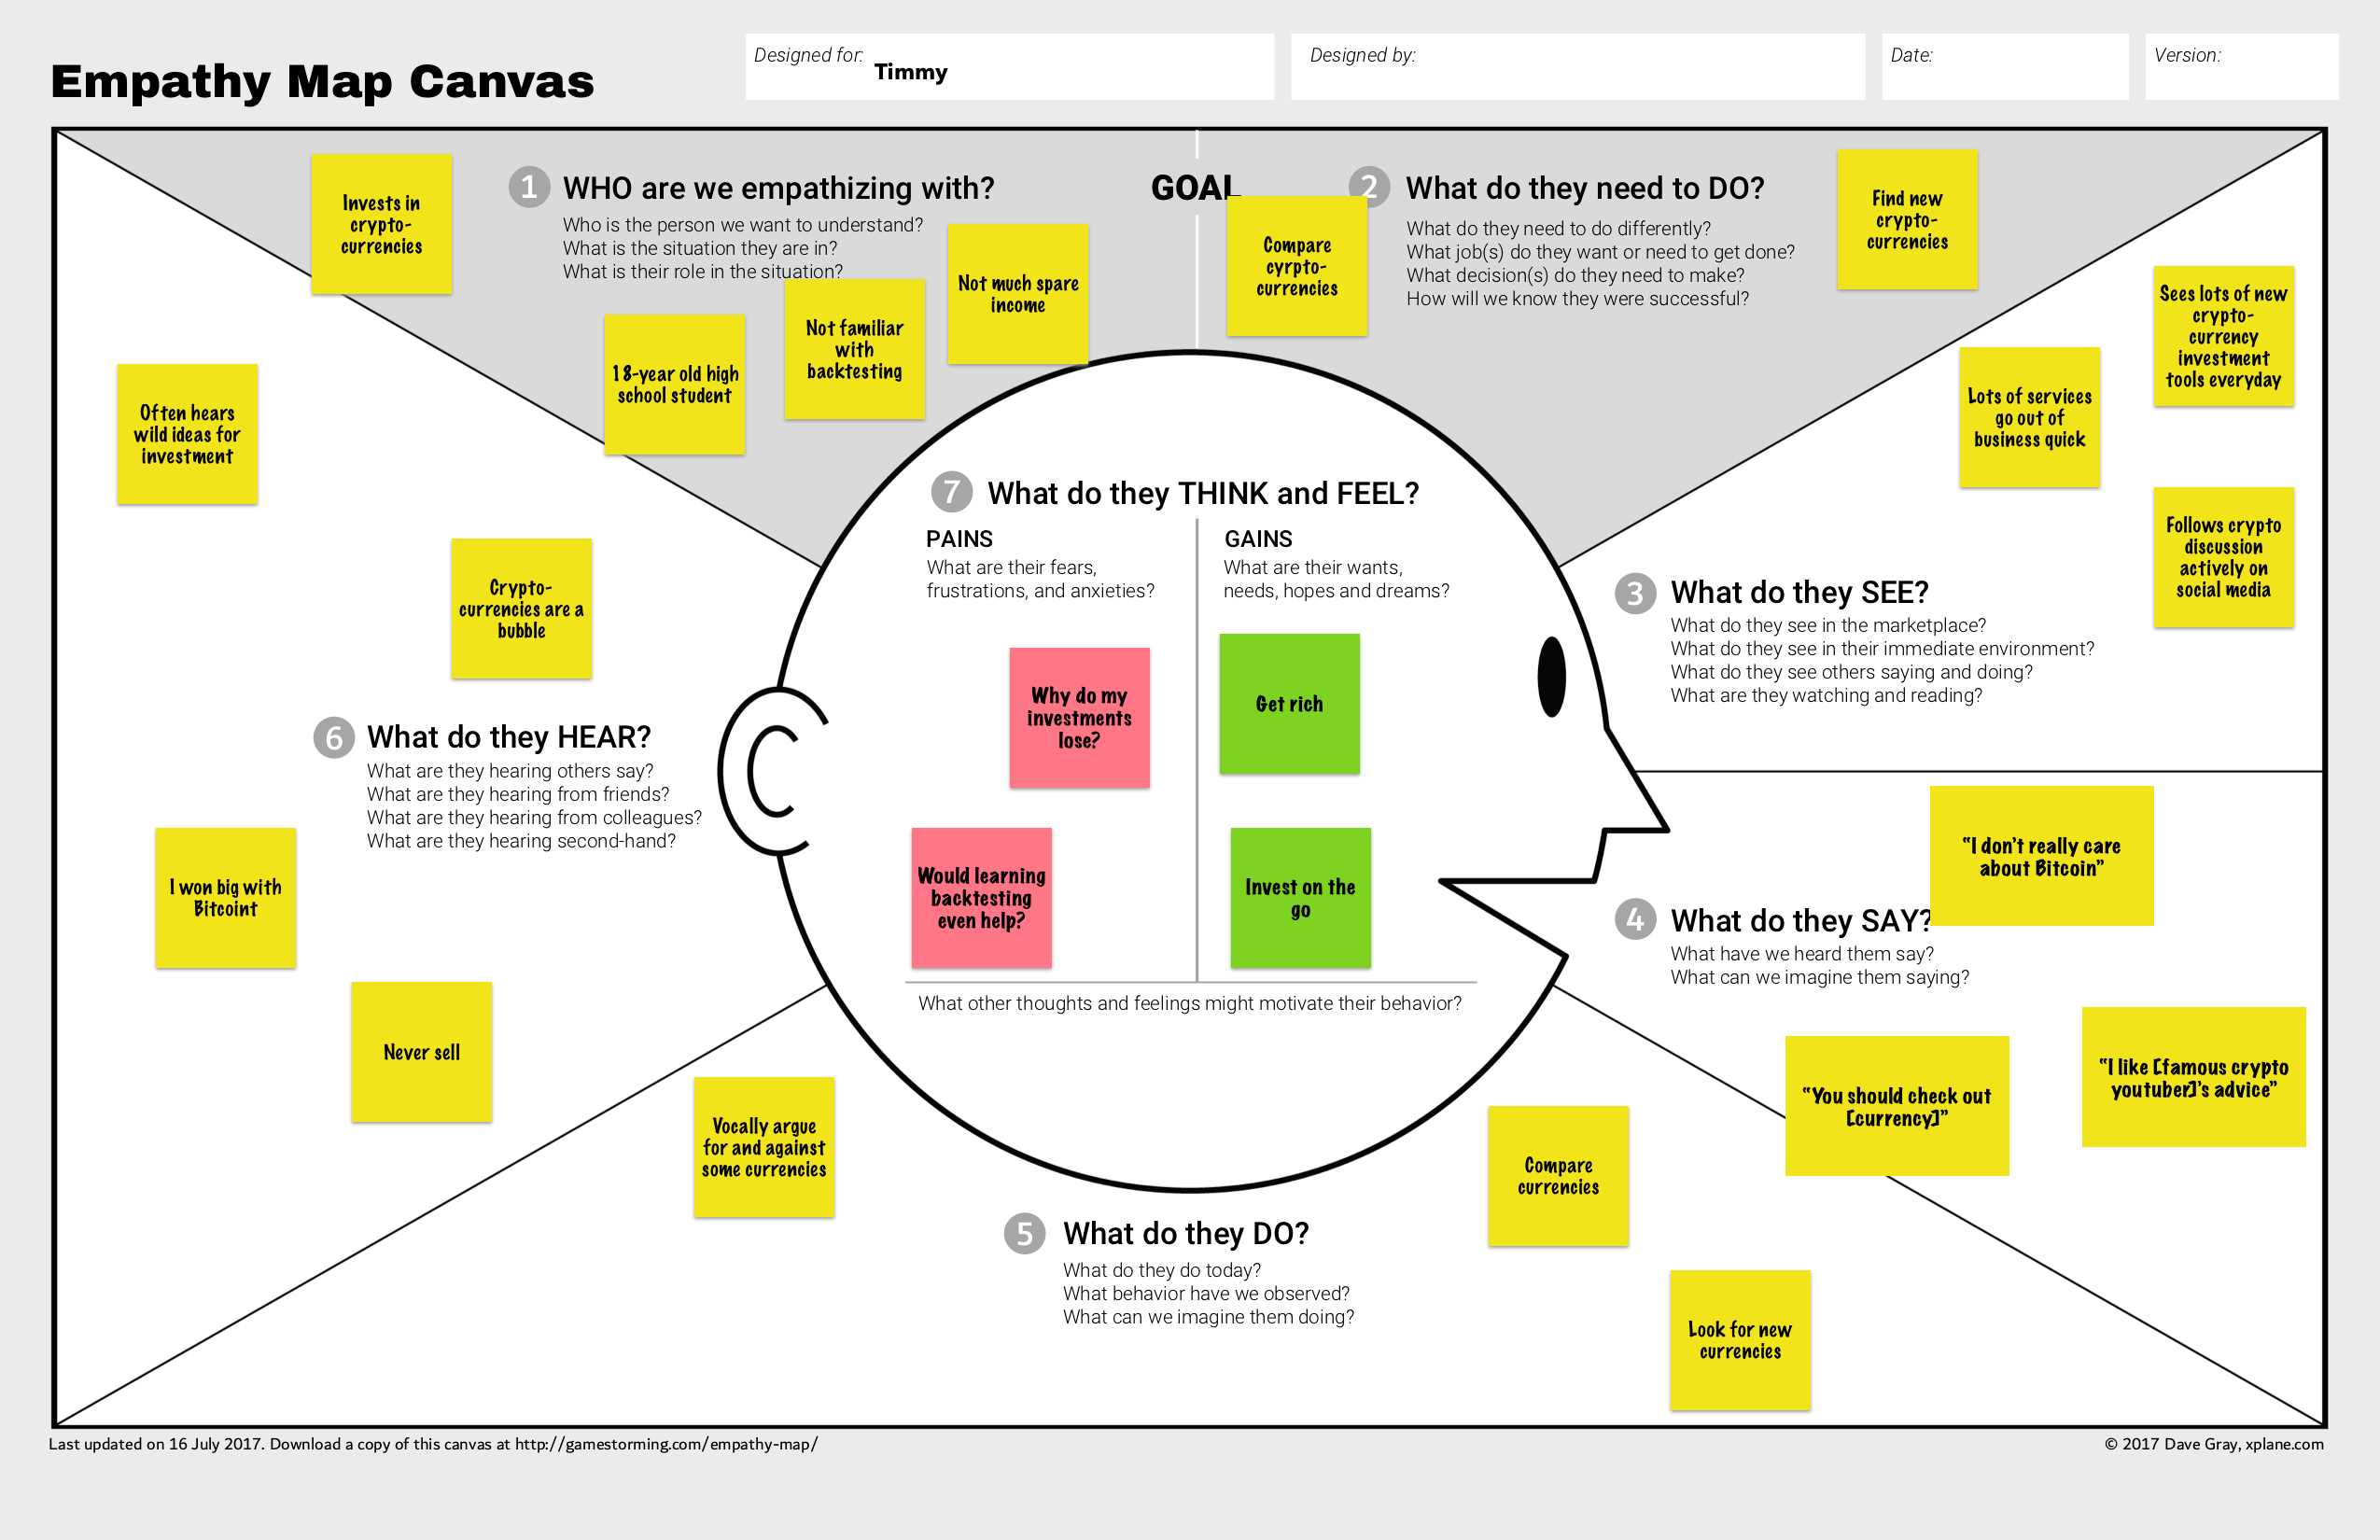 Empathy Map Canvas
Designed for:
Timmy
Designed by:
Date:
Version:
Invests in
crypto-
currencies
1 WHO are we empathizing with?
Who is the person we want to understand?
What is the situation they are in?
What is their role in the situation?
18-year old high
school student
Not familiar
with
backtesting
Not much spare
income
GOAL
2 What do they need to DO?
What do they need to do differently?
What job(s) do they want or need to get done?
What decision(s) do they need to make?
How will we know they were successful?
Compare
cyrpto-
currencies
Find new
crypto-
currencies
Sees lots of new
crypto-
currency
investment
tools everyday
Lots of services
go out of
business quick
Follows crypto
discussion
actively on
social media
3 What do they SEE?
What do they see in the marketplace?
What do they see in their immediate environment?
What do they see others saying and doing?
What are they watching and reading?
"I don't really care
about Bitcoin"
4 What do they SAY?
What have we heard them say?
What can we imagine them saying?
"You should check out
[currency]"
"I like [famous crypto
youtuber]'s advice"
5 What do they DO?
What do they do today?
What behavior have we observed?
What can we imagine them doing?
Vocally argue
for and against
some currencies
Compare
currencies
Look for new
currencies
Often hears
wild ideas for
investment
Crypto-
currencies are a
bubble
6 What do they HEAR?
What are they hearing others say?
What are they hearing from friends?
What are they hearing from colleagues?
What are they hearing second-hand?
I won big with
Bitcoint
Never sell
7 What do they THINK and FEEL?
PAINS
What are their fears,
frustrations, and anxieties?
Why do my
investments
lose?
Would learning
backtesting
even help?
GAINS
What are their wants,
needs, hopes and dreams?
Get rich
Invest on the
go
What other thoughts and feelings might motivate their behavior?
Last updated on 16 July 2017. Download a copy of this canvas at http://gamestorming.com/empathy-map/
© 2017 Dave Gray, xplane.com